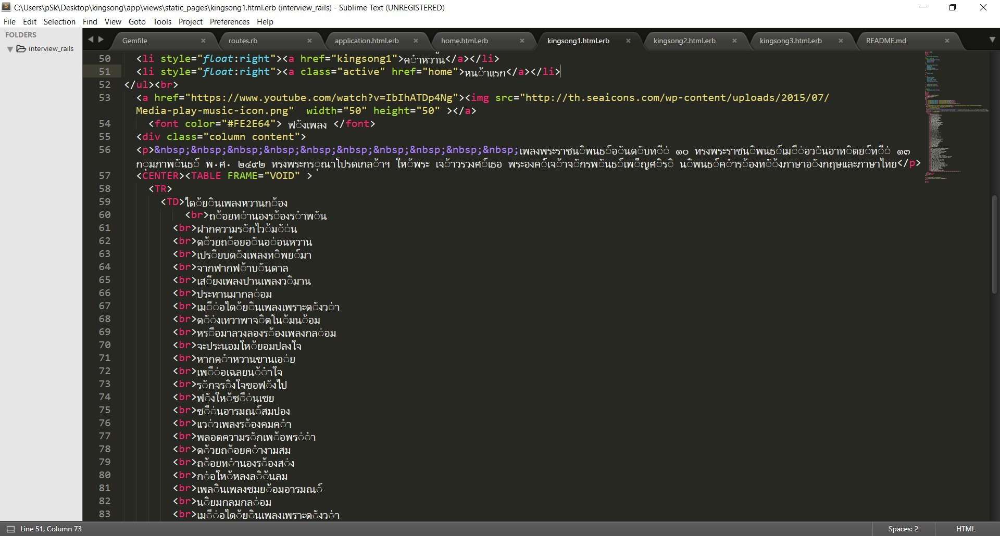 C:\Users\pSk\Desktop\kingsong\app\views\static_pages\kingsong1.html.erb (interview_rails) - Sublime Text (UNREGISTERED)
File Edit Selection Find View Goto Tools Project Preferences Help
FOLDERS
interview_rails
Gemfile routes.rb application.html.erb home.html.erb kingsong1.html.erb kingsong2.html.erb kingsong3.html.erb README.md
50 <li style="float:right"><a href="kingsong1">คำหวาน</a></li>
51 <li style="float:right"><a class="active" href="home">หน้าแรก</a></li>
52 </ul><br>
53 <a href="https://www.youtube.com/watch?v=IbIhATDp4Ng"><img src="http://th.seaicons.com/wp-content/uploads/2015/07/
Media-play-music-icon.png"  width="50" height="50" ></a>
54 <font color="#FE2E64"> ฟังเพลง </font>
55 <div class="column content">
56 <p>&nbsp;&nbsp;&nbsp;&nbsp;&nbsp;&nbsp;&nbsp;&nbsp;&nbsp;&nbsp;เพลงพระราชนิพนธ์อันดับที่ ๑๐ ทรงพระราชนิพนธ์เมื่อวันอาทิตย์ที่ ๑๓
กุมภาพันธ์ พ.ศ. ๒๔๙๒ ทรงพระกรุณาโปรดเกล้าฯ ให้พระ เจ้าวรวงศ์เธอ พระองค์เจ้าจักรพันธ์เพ็ญศิริ นิพนธ์คำร้องทั้งภาษาอังกฤษและภาษาไทย</p>
57 <CENTER><TABLE FRAME="VOID" >
58 <TR>
59 <TD>ได้ยินเพลงหวานก้อง
60 <br>ถ้อยทำนองร้องรำพัน
61 <br>ฝากความรักไว้มั่น
62 <br>ด้วยถ้อยอันอ่อนหวาน
63 <br>เปรียบดังเพลงทิพย์มา
64 <br>จากฟากฟ้าบันดาล
65 <br>เสียงเพลงปานเพลงวิมาน
66 <br>ประทานมากล่อม
67 <br>เมื่อได้ยินเพลงเพราะดังว่า
68 <br>ดั่งเทวาพาจิตโน้มน้อม
69 <br>หรือมาลวงลองร้องเพลงกล่อม
70 <br>จะประนอมให้ยอมปลงใจ
71 <br>หากคำหวานขานเอ่ย
72 <br>เพื่อเฉลยน้ำใจ
73 <br>รักจริงใจขอฟังไป
74 <br>ฟังให้ชื่นเชย
75 <br>ชื่นอารมณ์สมปอง
76 <br>แว่วเพลงร้องคมคำ
77 <br>พลอดความรักเพ้อพร่ำ
78 <br>ด้วยถ้อยคำงามสม
79 <br>ถ้อยทำนองร้องส่ง
80 <br>ก่อให้หลงลิ้นลม
81 <br>เพลินเพลงชมย้อมอารมณ์
82 <br>นิยมกลมกล่อม
83 <br>เมื่อได้ยินเพลงเพราะดังว่า
Line 51, Column 73
Spaces: 2
HTML